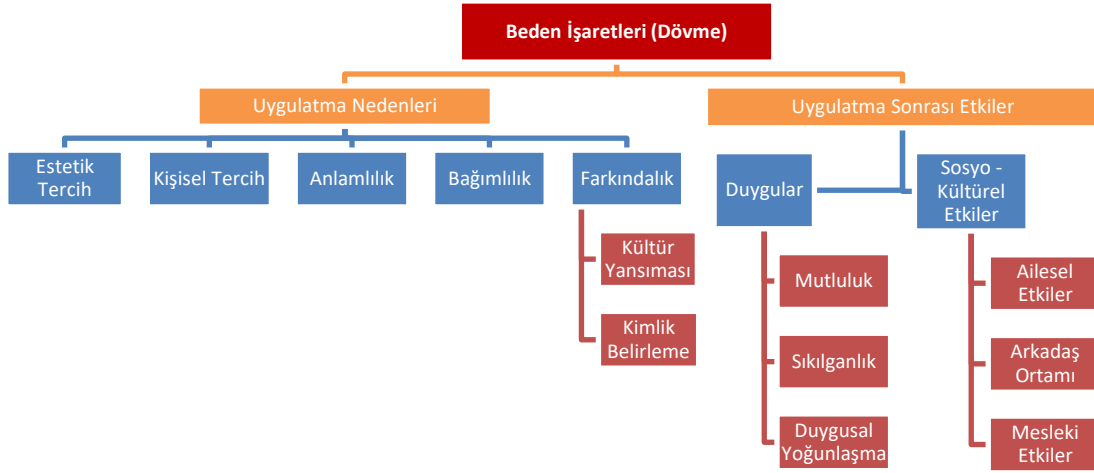 Beden İşaretleri (Dövme)
Uygulatma Nedenleri
Uygulatma Sonrası Etkiler
Estetik
Tercih
Kişisel Tercih
Anlamlılık
Bağımlılık
Farkındalık
Kültür
Yansıması
Kimlik
Belirleme
Duygular
Mutluluk
Sıkılganlık
Duygusal
Yoğunlaşma
Sosyo -
Kültürel
Etkiler
Ailesel
Etkiler
Arkadaş
Ortamı
Mesleki
Etkiler